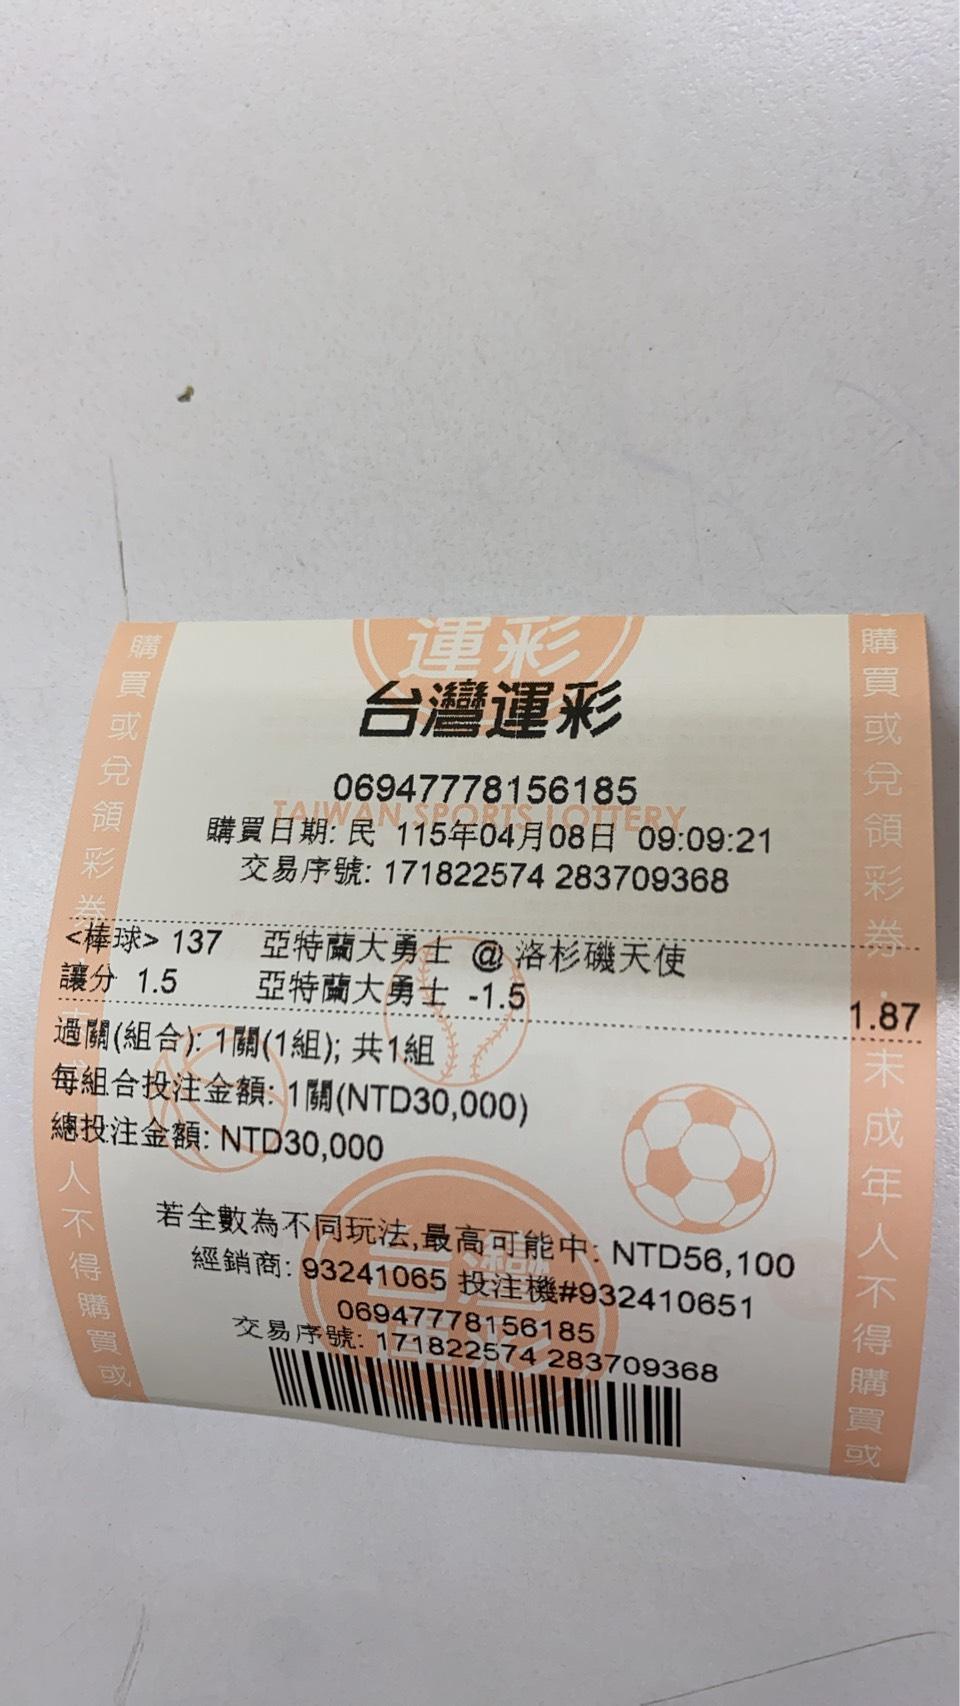 運彩
台灣運彩
06947778156185
TAIWAN SPORTS LOTTERY
購買日期: 民 115年04月08日 09:09:21
交易序號: 171822574 283709368
<棒球> 137 亞特蘭大勇士 @ 洛杉磯天使
讓分 1.5 亞特蘭大勇士 -1.5 1.87
過關(組合): 1關(1組); 共1組
每組合投注金額: 1關(NTD30,000)
總投注金額: NTD30,000
若全數為不同玩法,最高可能中: NTD56,100
經銷商: 93241065 投注機#932410651
06947778156185
交易序號: 171822574 283709368
台灣
運彩
購買或兌領彩券
人不得購買或
購買或兌領彩券・未成年人不得購買或